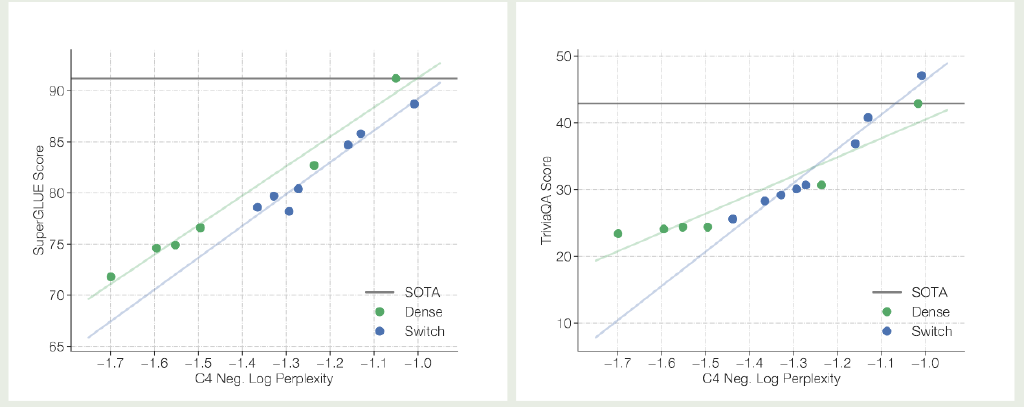 90
85
80
75
70
65
SuperGLUE Score
SOTA
Dense
Switch
−1.7 −1.6 −1.5 −1.4 −1.3 −1.2 −1.1 −1.0
C4 Neg. Log Perplexity
50
40
30
20
10
TriviaQA Score
SOTA
Dense
Switch
−1.7 −1.6 −1.5 −1.4 −1.3 −1.2 −1.1 −1.0
C4 Neg. Log Perplexity